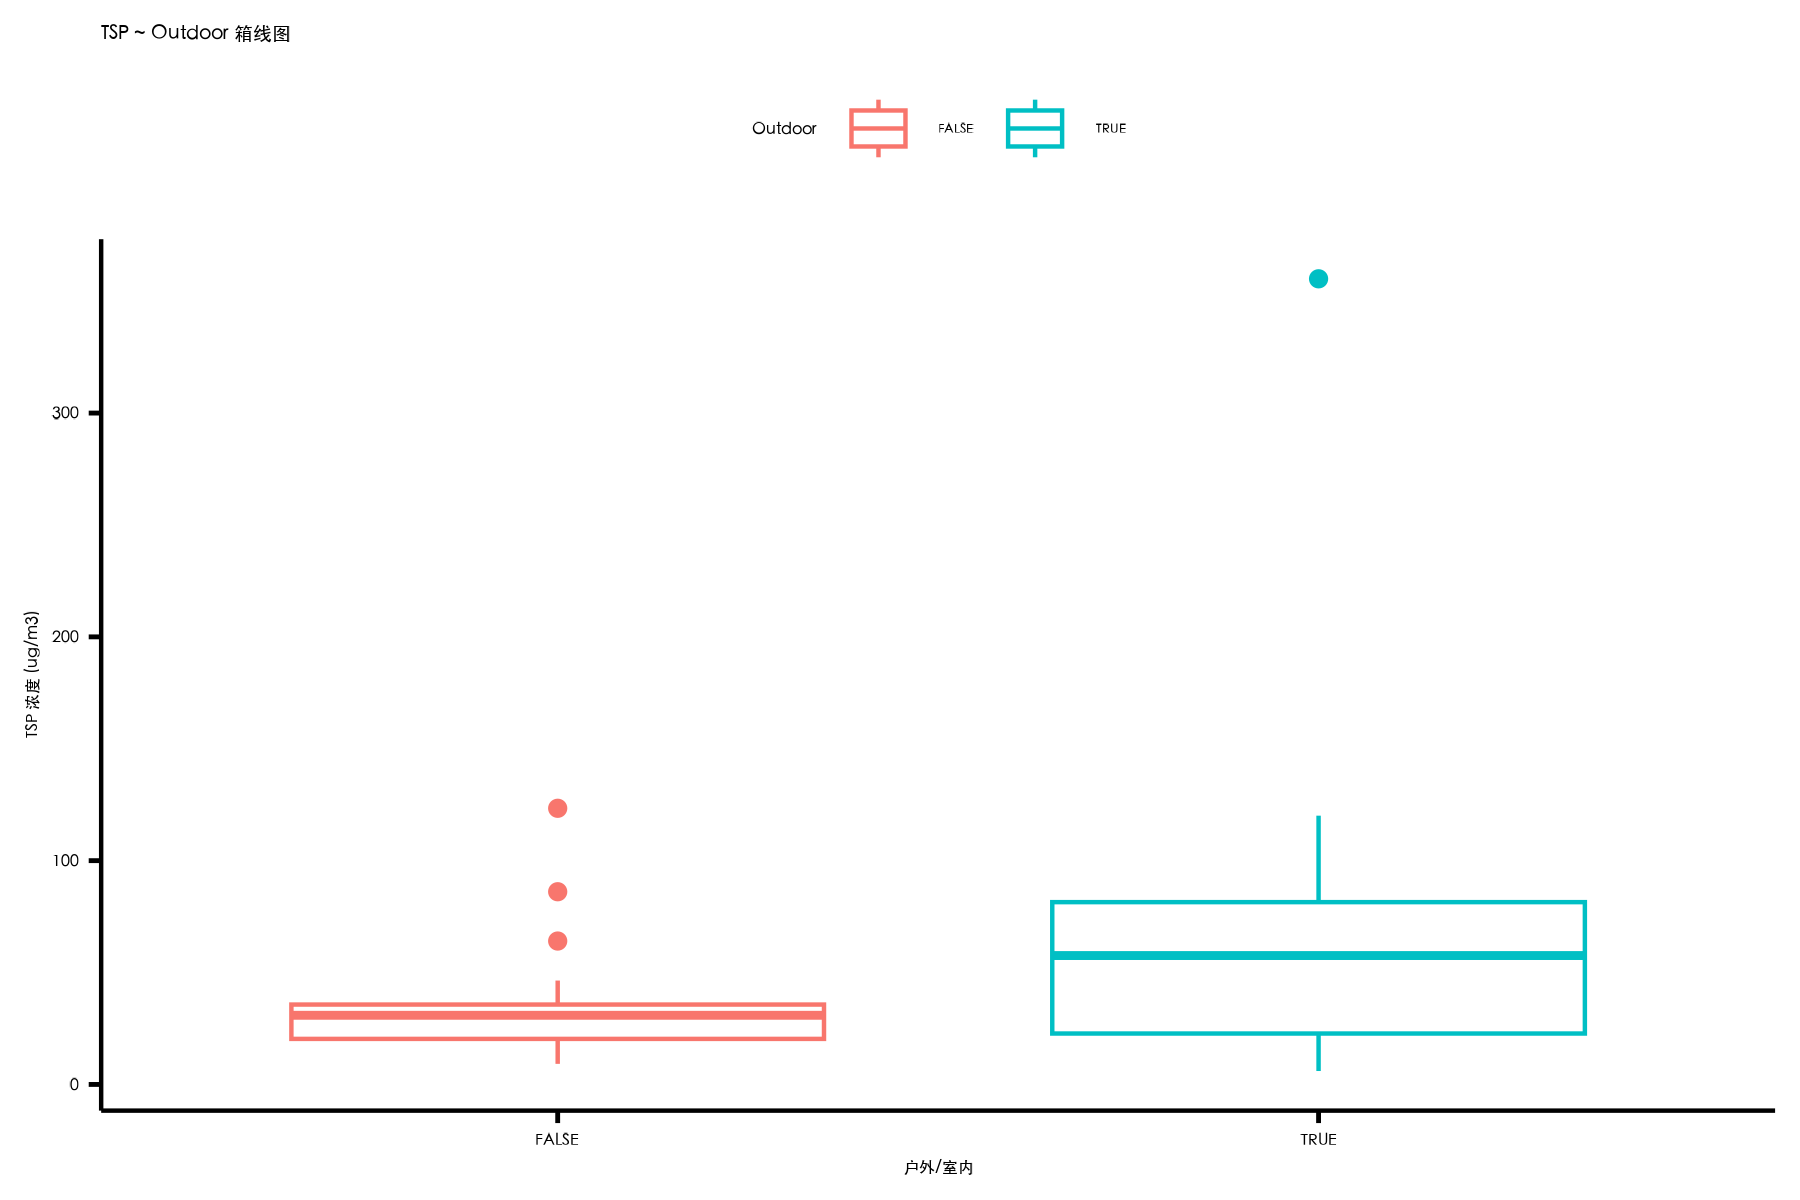 TSP ~ Outdoor 箱线图
Outdoor FALSE TRUE
300
200
100
0
TSP 浓度 (ug/m3)
FALSE TRUE
户外/室内